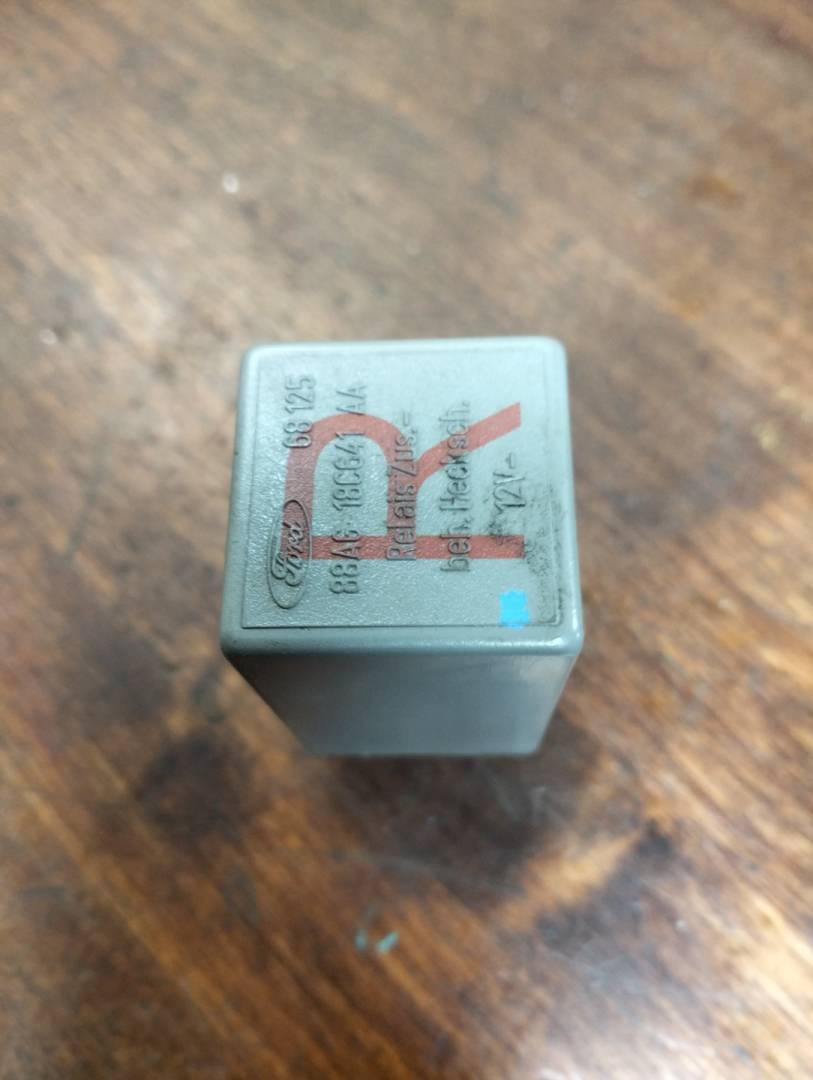 Ford 68 125
88AG 18C641 AA
Relais Zus.-
beh. Hecksch.
12V-
R